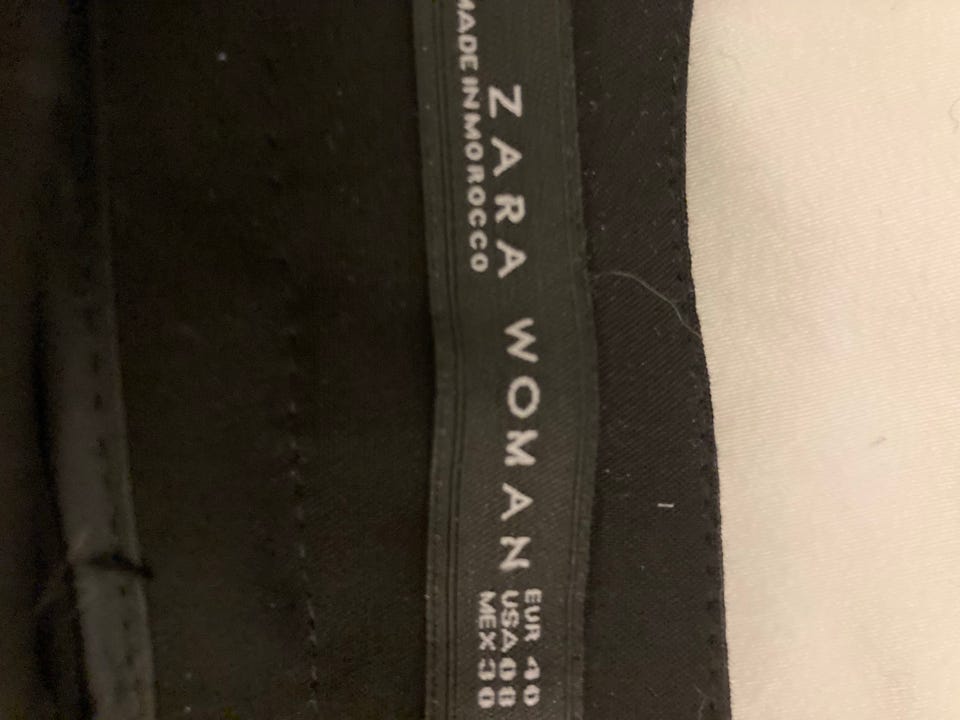 ZARA WOMAN
MADE IN MOROCCO
EUR 40
USA 08
MEX 30